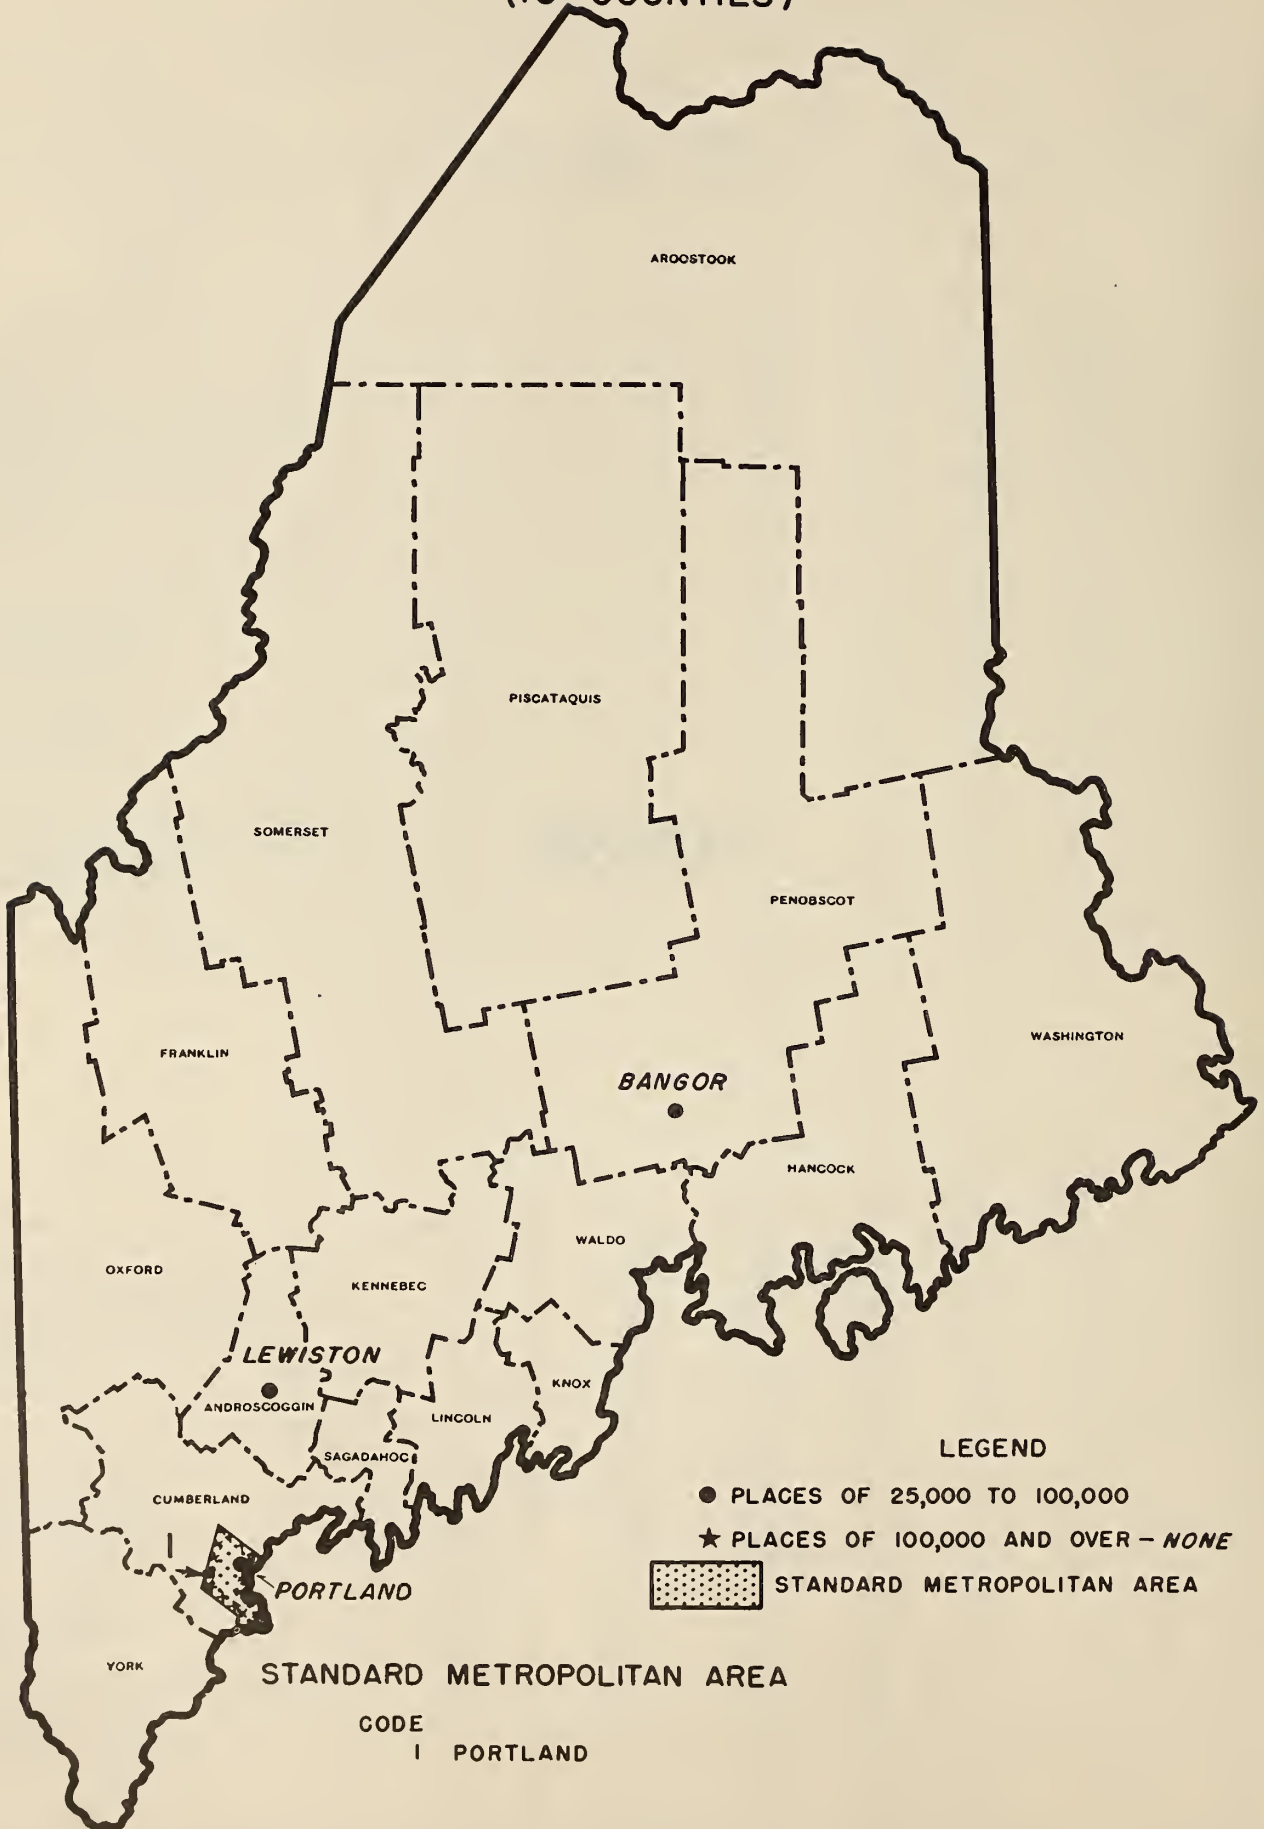 AROOSTOOK
PISCATAQUIS
SOMERSET
PENOBSCOT
WASHINGTON
FRANKLIN
BANGOR
HANCOCK
WALDO
OXFORD
KENNEBEC
LEWISTON
KNOX
ANDROSCOGGIN
LINCOLN
SAGADAHOC
CUMBERLAND
1
PORTLAND
YORK
LEGEND
PLACES OF 25,000 TO 100,000
PLACES OF 100,000 AND OVER – NONE
STANDARD METROPOLITAN AREA
STANDARD METROPOLITAN AREA
CODE
1 PORTLAND